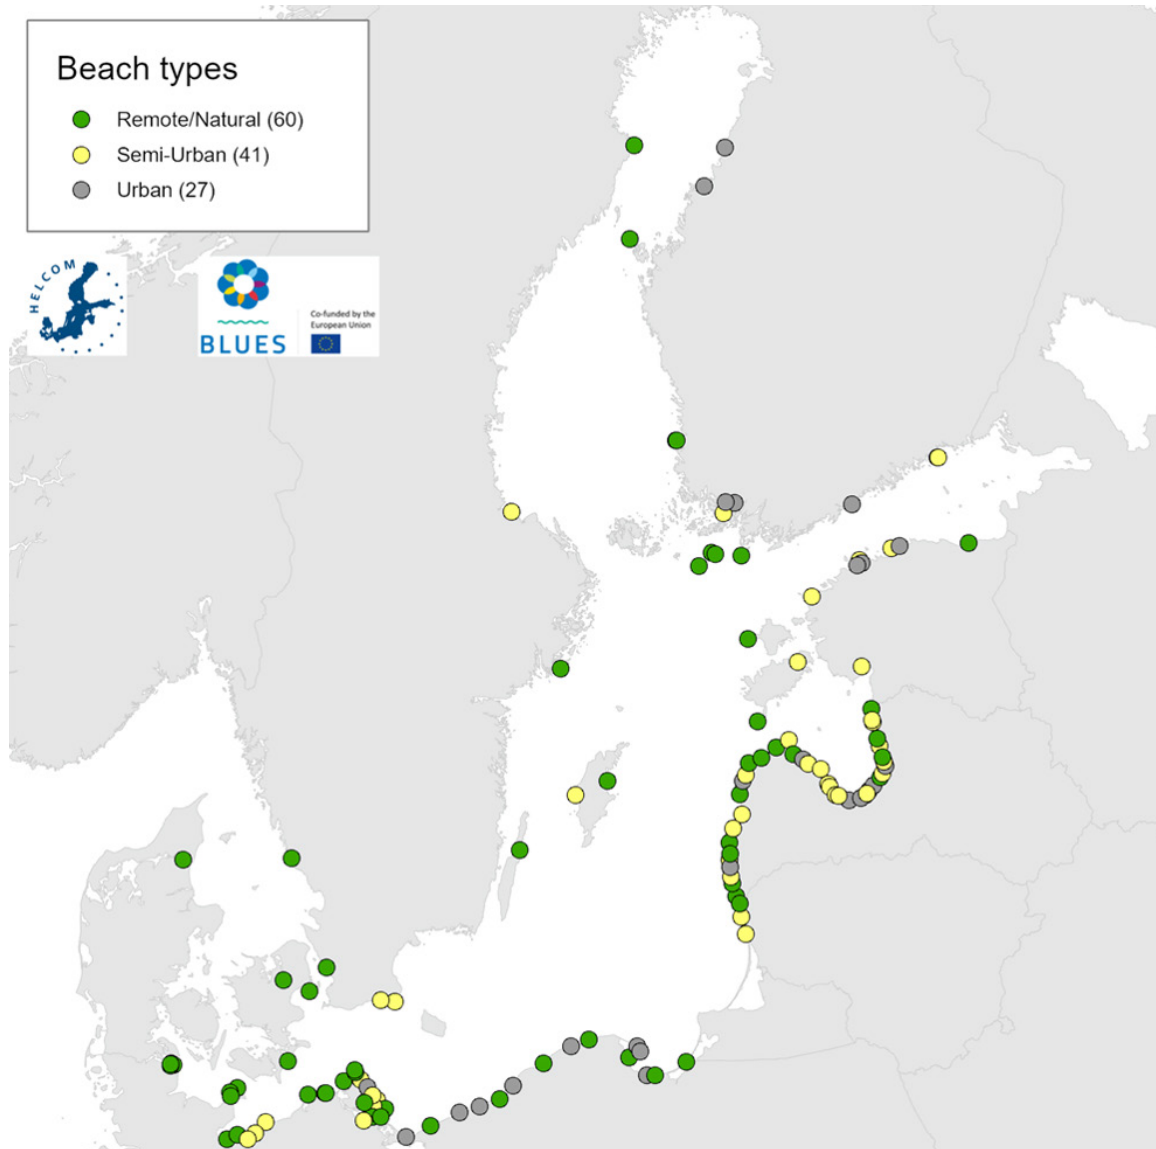 Beach types
Remote/Natural (60)
Semi-Urban (41)
Urban (27)
HELCOM
BLUES
Co-funded by the
European Union